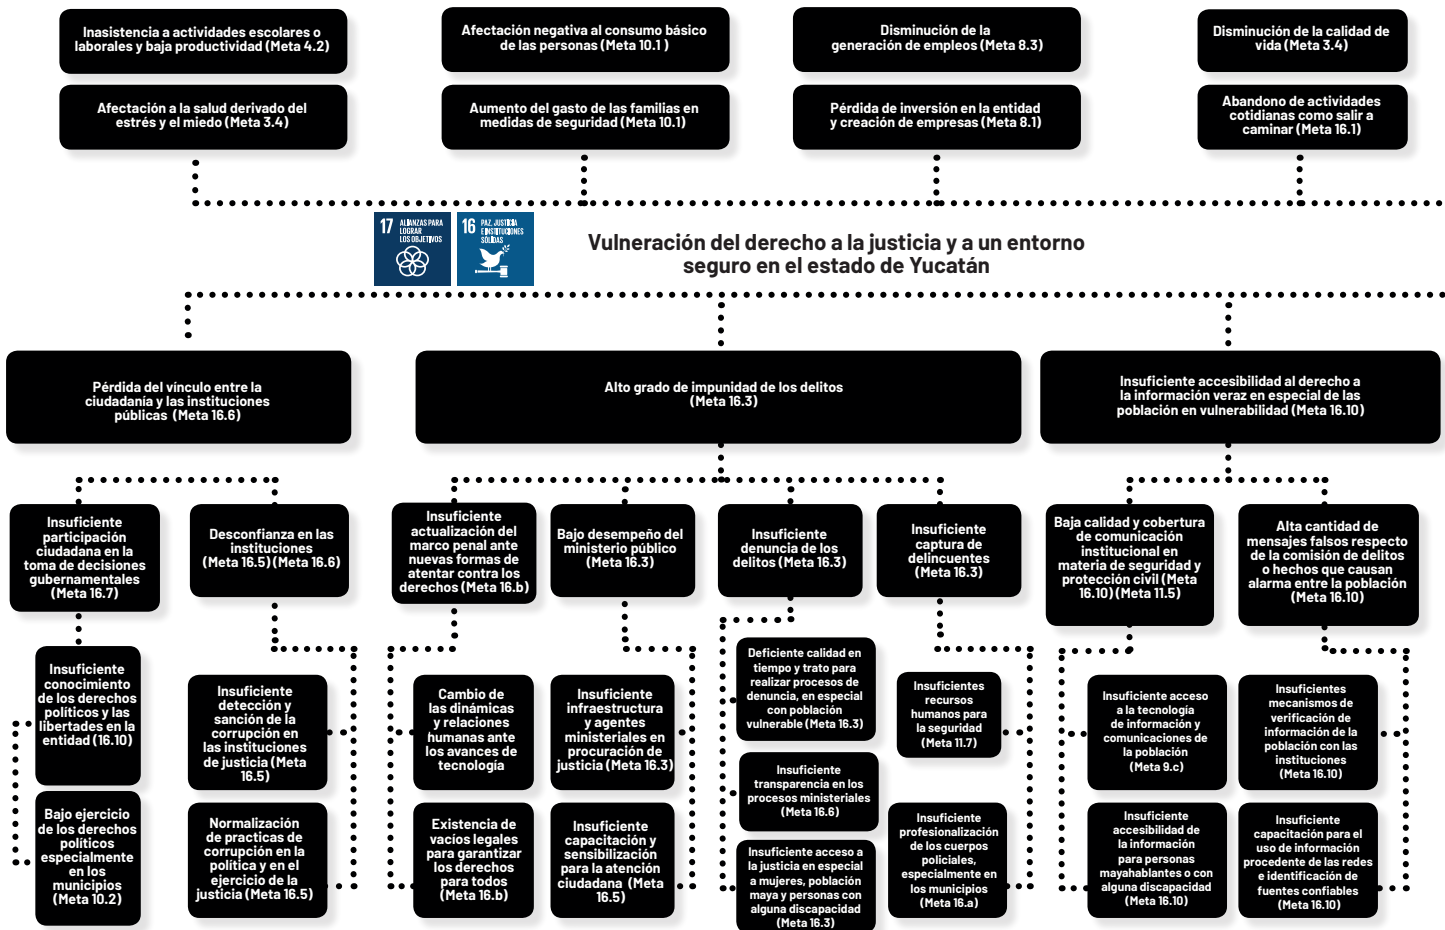 Inasistencia a actividades escolares o
laborales y baja productividad (Meta 4.2)
Afectación negativa al consumo básico
de las personas (Meta 10.1 )
Disminución de la
generación de empleos (Meta 8.3)
Disminución de la calidad de
vida (Meta 3.4)
Afectación a la salud derivado del
estrés y el miedo (Meta 3.4)
Aumento del gasto de las familias en
medidas de seguridad (Meta 10.1)
Pérdida de inversión en la entidad
y creación de empresas (Meta 8.1)
Abandono de actividades
cotidianas como salir a
caminar (Meta 16.1)
17 ALIANZAS PARA
LOGRAR
LOS OBJETIVOS
16 PAZ, JUSTICIA
E INSTITUCIONES
SÓLIDAS
Vulneración del derecho a la justicia y a un entorno
seguro en el estado de Yucatán
Pérdida del vínculo entre la
ciudadanía y las instituciones
públicas (Meta 16.6)
Alto grado de impunidad de los delitos
(Meta 16.3)
Insuficiente accesibilidad al derecho a
la información veraz en especial de las
población en vulnerabilidad (Meta 16.10)
Insuficiente
participación
ciudadana en la
toma de decisiones
gubernamentales
(Meta 16.7)
Desconfianza en las
instituciones
(Meta 16.5) (Meta 16.6)
Insuficiente
actualización del
marco penal ante
nuevas formas de
atentar contra los
derechos (Meta 16.b)
Bajo desempeño del
ministerio público
(Meta 16.3)
Insuficiente
denuncia de los
delitos (Meta 16.3)
Insuficiente
captura de
delincuentes
(Meta 16.3)
Baja calidad y cobertura
de comunicación
institucional en
materia de seguridad y
protección civil (Meta
16.10) (Meta 11.5)
Alta cantidad de
mensajes falsos respecto
de la comisión de delitos
o hechos que causan
alarma entre la población
(Meta 16.10)
Insuficiente
conocimiento
de los derechos
políticos y las
libertades en la
entidad (16.10)
Insuficiente
detección y
sanción de la
corrupción en
las instituciones
de justicia (Meta
16.5)
Cambio de
las dinámicas
y relaciones
humanas ante
los avances de
tecnología
Insuficiente
infraestructura
y agentes
ministeriales en
procuración de
justicia (Meta 16.3)
Deficiente calidad en
tiempo y trato para
realizar procesos de
denuncia, en especial
con población
vulnerable (Meta 16.3)
Insuficientes
recursos
humanos para
la seguridad
(Meta 11.7)
Insuficiente acceso
a la tecnología
de información y
comunicaciones de
la población
(Meta 9.c)
Insuficientes
mecanismos de
verificación de
información de la
población con las
instituciones
(Meta 16.10)
Insuficiente
transparencia en los
procesos ministeriales
(Meta 16.6)
Bajo ejercicio
de los derechos
políticos
especialmente
en los
municipios
(Meta 10.2)
Normalización
de practicas de
corrupción en la
política y en el
ejercicio de la
justicia (Meta 16.5)
Existencia de
vacíos legales
para garantizar
los derechos
para todos
(Meta 16.b)
Insuficiente
capacitación y
sensibilización
para la atención
ciudadana (Meta
16.5)
Insuficiente acceso a
la justicia en especial
a mujeres, población
maya y personas con
alguna discapacidad
(Meta 16.3)
Insuficiente
profesionalización
de los cuerpos
policiales,
especialmente en
los municipios
(Meta 16.a)
Insuficiente
accesibilidad de
la información
para personas
mayahablantes o con
alguna discapacidad
(Meta 16.10)
Insuficiente
capacitación para el
uso de información
procedente de las redes
e identificación de
fuentes confiables
(Meta 16.10)